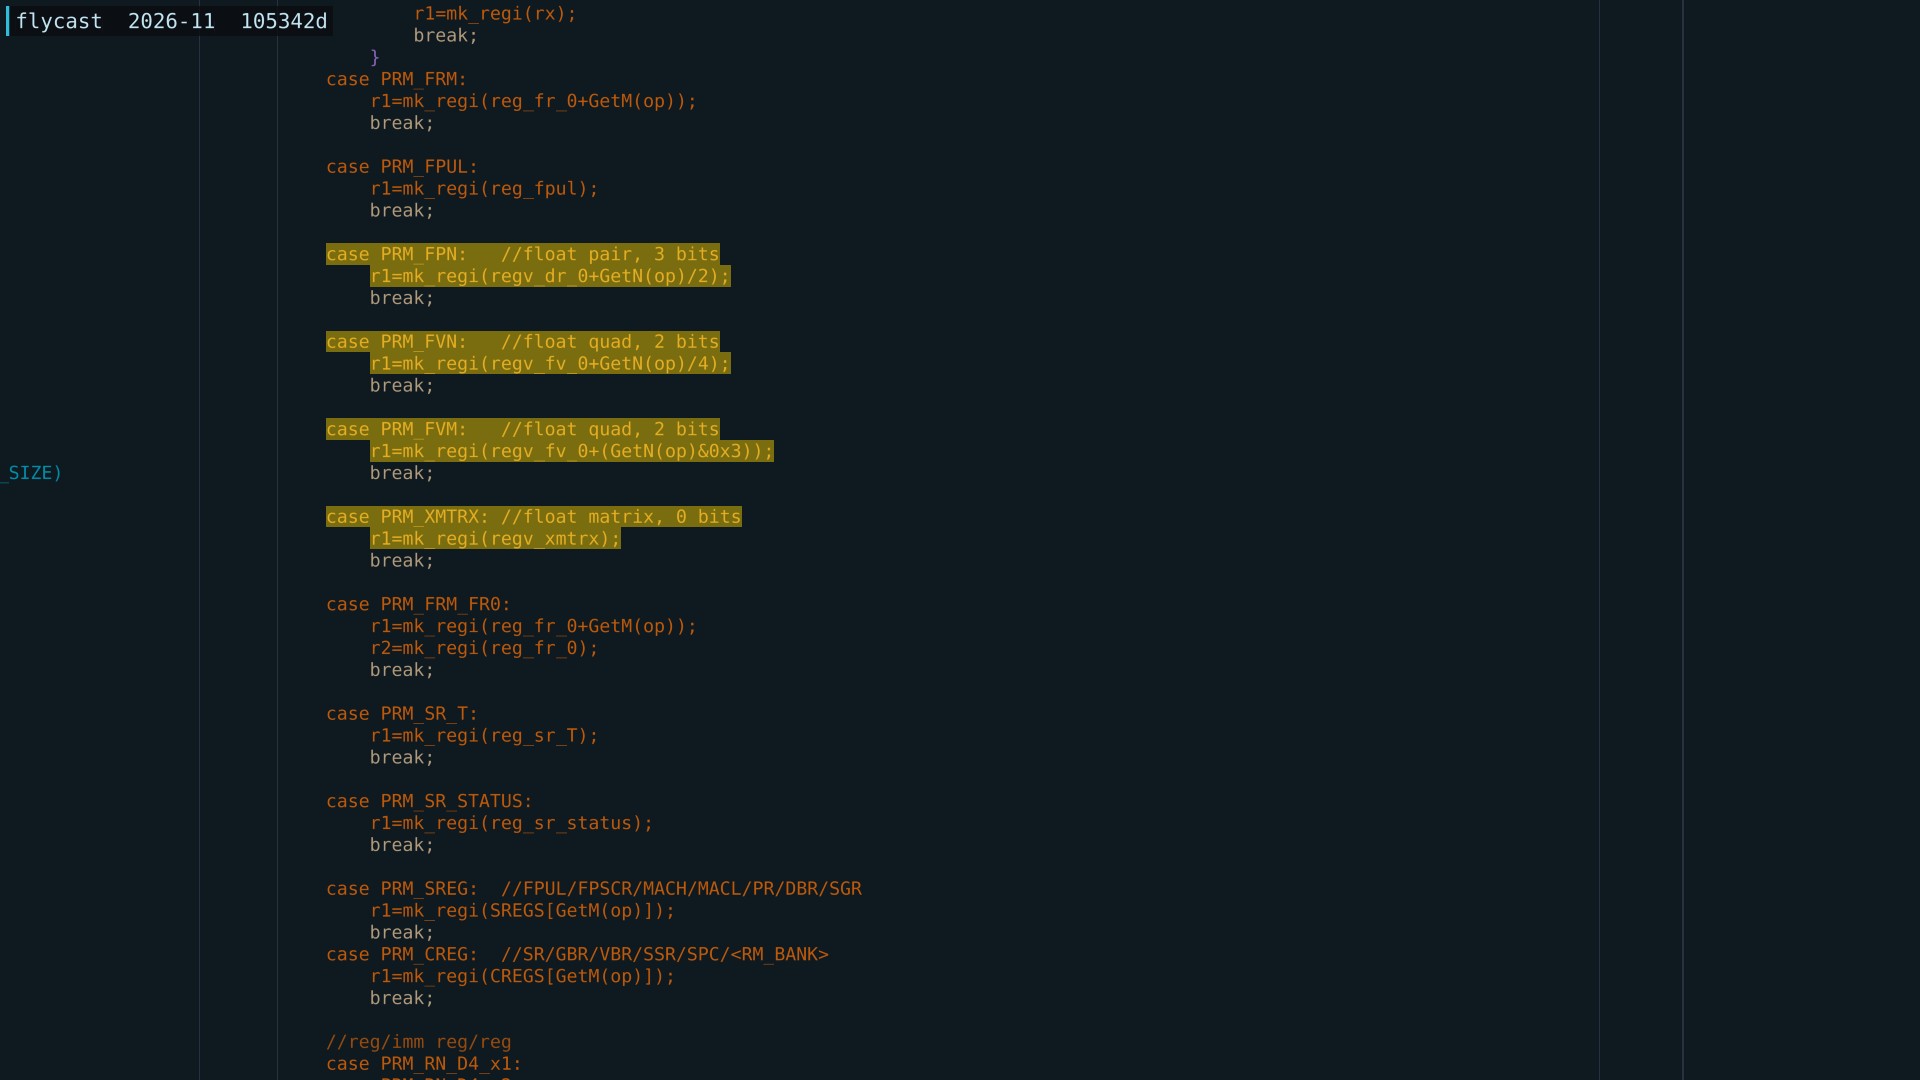 flycast  2026-11  105342d
r1=mk_regi(rx);
break;
}
case PRM_FRM:
r1=mk_regi(reg_fr_0+GetM(op));
break;
case PRM_FPUL:
r1=mk_regi(reg_fpul);
break;
case PRM_FPN:   //float pair, 3 bits
r1=mk_regi(regv_dr_0+GetN(op)/2);
break;
case PRM_FVN:   //float quad, 2 bits
r1=mk_regi(regv_fv_0+GetN(op)/4);
break;
case PRM_FVM:   //float quad, 2 bits
r1=mk_regi(regv_fv_0+(GetN(op)&0x3));
_SIZE)
break;
case PRM_XMTRX: //float matrix, 0 bits
r1=mk_regi(regv_xmtrx);
break;
case PRM_FRM_FR0:
r1=mk_regi(reg_fr_0+GetM(op));
r2=mk_regi(reg_fr_0);
break;
case PRM_SR_T:
r1=mk_regi(reg_sr_T);
break;
case PRM_SR_STATUS:
r1=mk_regi(reg_sr_status);
break;
case PRM_SREG:  //FPUL/FPSCR/MACH/MACL/PR/DBR/SGR
r1=mk_regi(SREGS[GetM(op)]);
break;
case PRM_CREG:  //SR/GBR/VBR/SSR/SPC/<RM_BANK>
r1=mk_regi(CREGS[GetM(op)]);
break;
//reg/imm reg/reg
case PRM_RN_D4_x1: